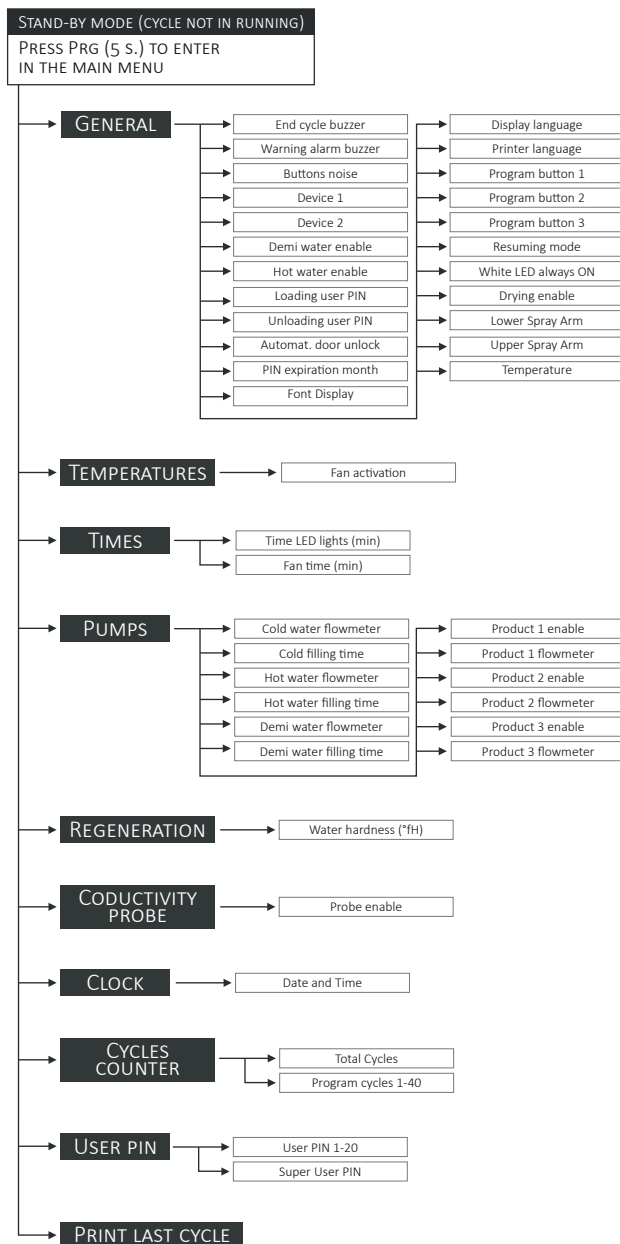 STAND-BY MODE (CYCLE NOT IN RUNNING)
PRESS PRG (5 S.) TO ENTER
IN THE MAIN MENU
GENERAL
End cycle buzzer
Warning alarm buzzer
Buttons noise
Device 1
Device 2
Demi water enable
Hot water enable
Loading user PIN
Unloading user PIN
Automat. door unlock
PIN expiration month
Font Display
Display language
Printer language
Program button 1
Program button 2
Program button 3
Resuming mode
White LED always ON
Drying enable
Lower Spray Arm
Upper Spray Arm
Temperature
TEMPERATURES
Fan activation
TIMES
Time LED lights (min)
Fan time (min)
PUMPS
Cold water flowmeter
Cold filling time
Hot water flowmeter
Hot water filling time
Demi water flowmeter
Demi water filling time
Product 1 enable
Product 1 flowmeter
Product 2 enable
Product 2 flowmeter
Product 3 enable
Product 3 flowmeter
REGENERATION
Water hardness (°fH)
CODUCTIVITY
PROBE
Probe enable
CLOCK
Date and Time
CYCLES
COUNTER
Total Cycles
Program cycles 1-40
USER PIN
User PIN 1-20
Super User PIN
PRINT LAST CYCLE